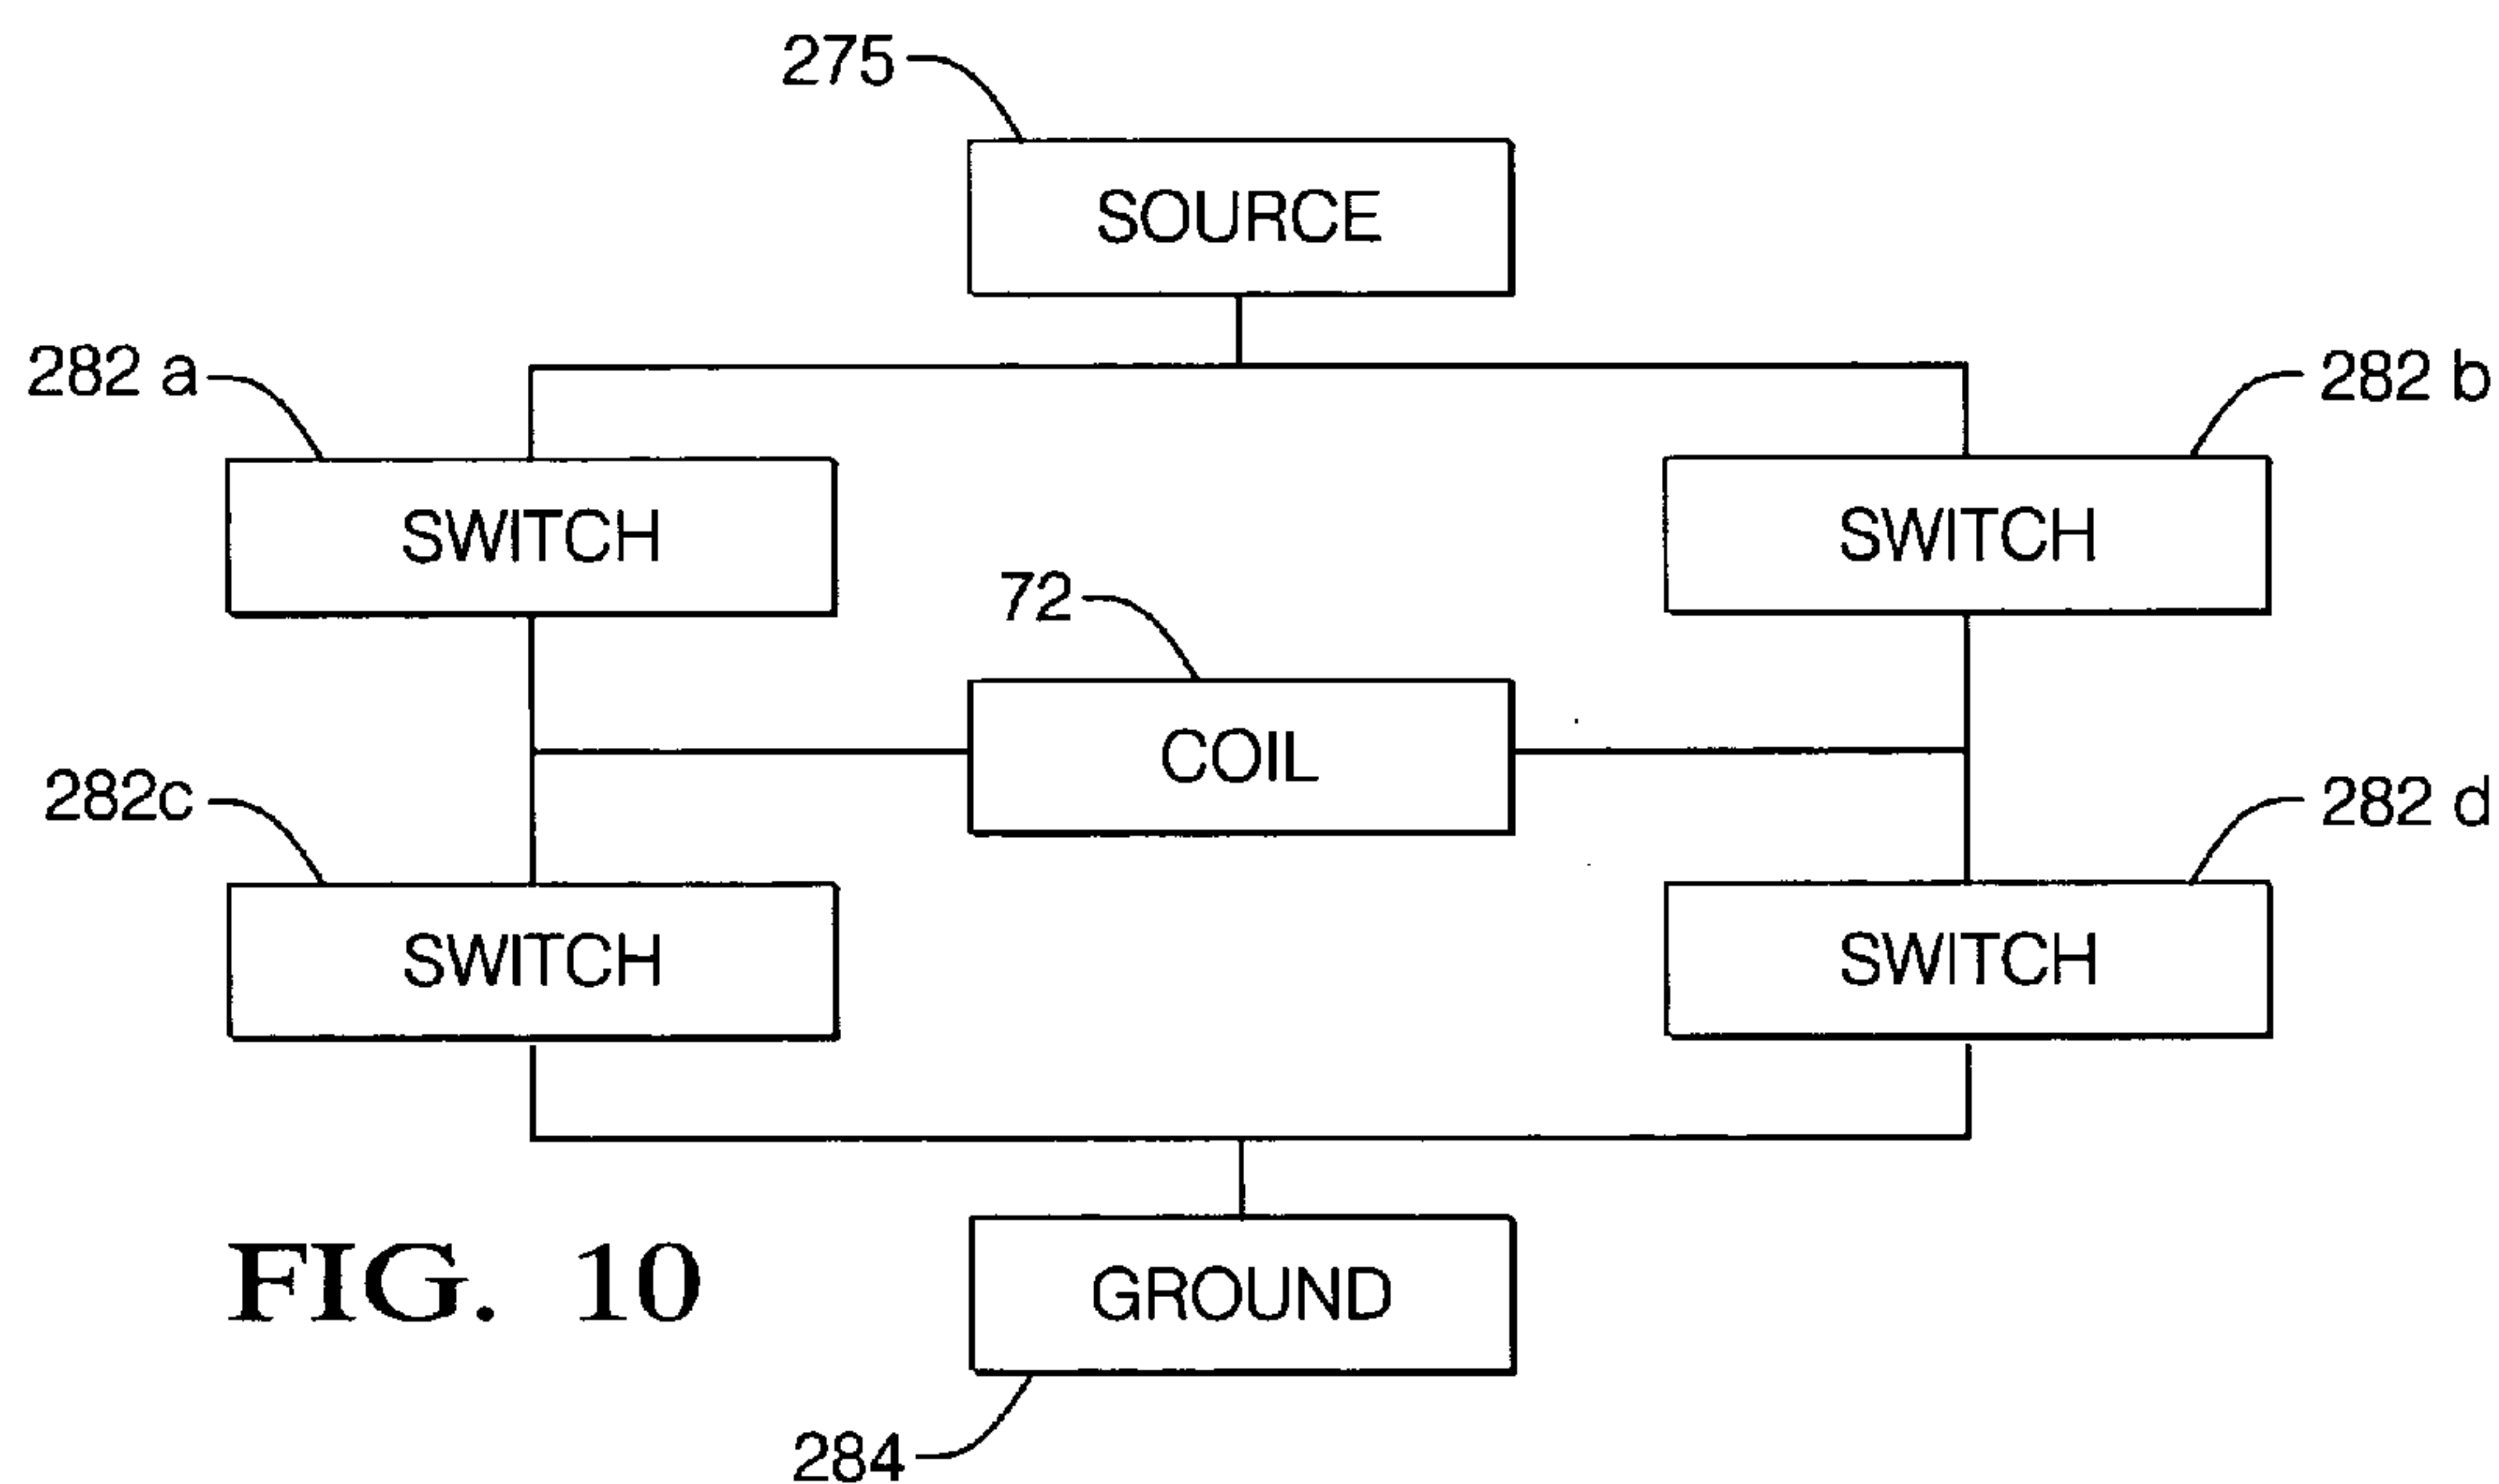 275
SOURCE
282 a
282 b
SWITCH
SWITCH
72
COIL
282c
282 d
SWITCH
SWITCH
GROUND
FIG. 10
284